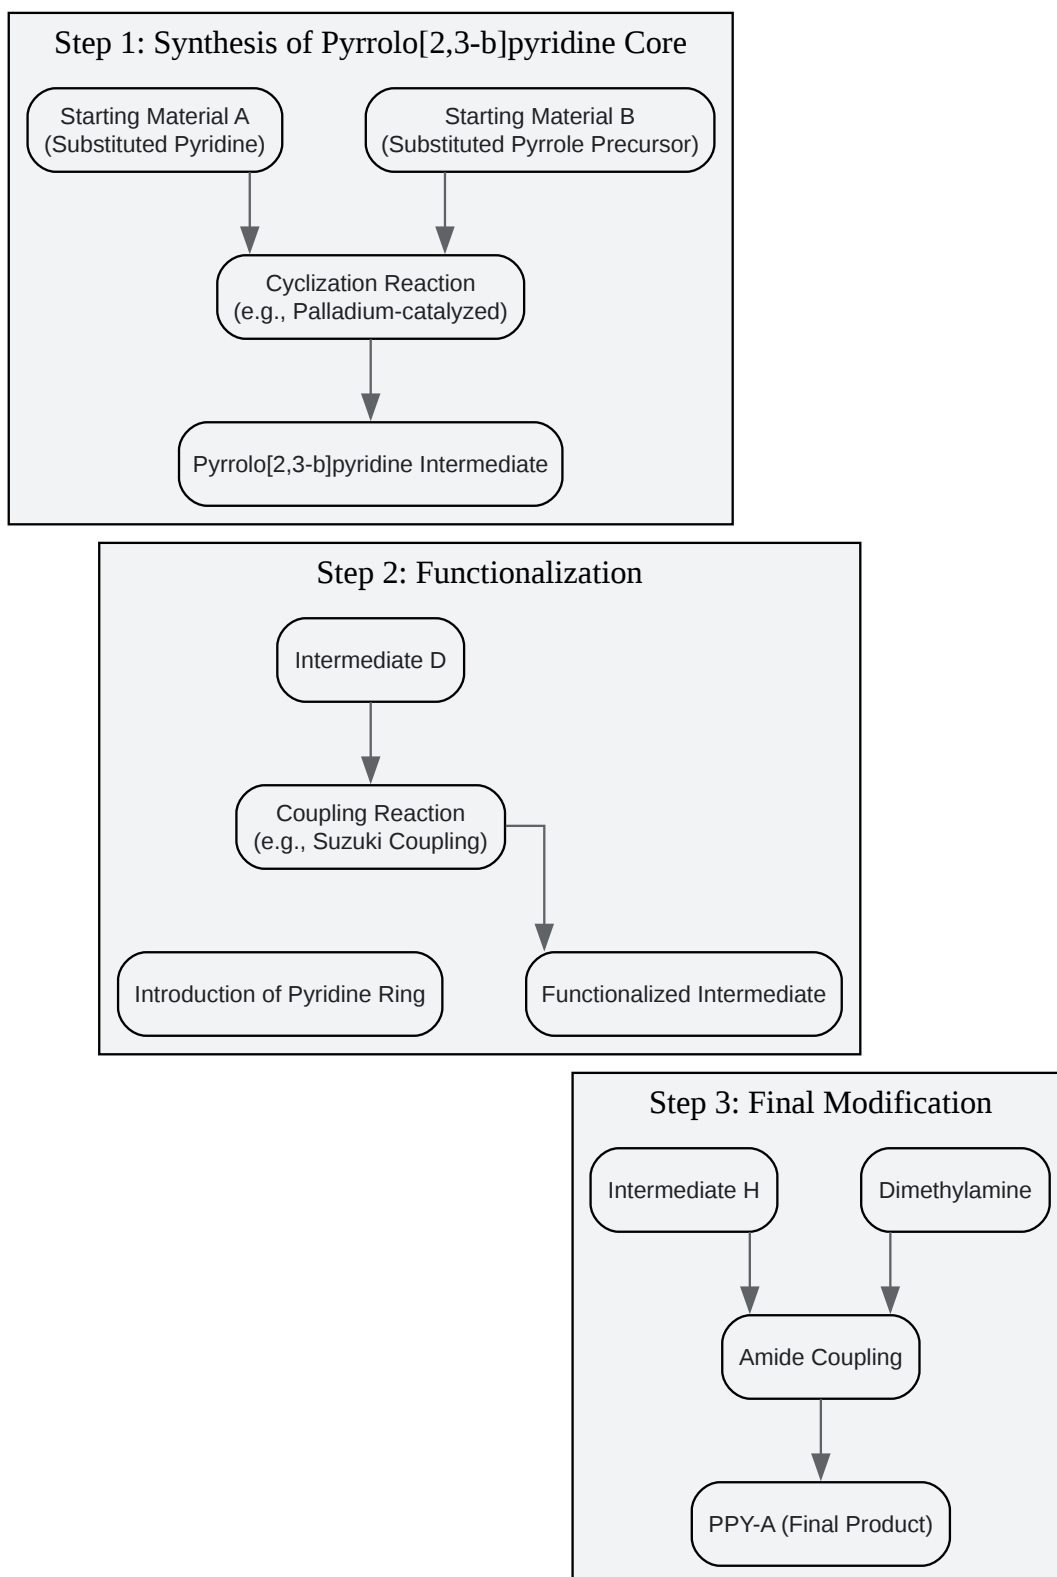 Step 1: Synthesis of Pyrrolo[2,3-b]pyridine Core
Starting Material A
(Substituted Pyridine)
Starting Material B
(Substituted Pyrrole Precursor)
Cyclization Reaction
(e.g., Palladium-catalyzed)
Pyrrolo[2,3-b]pyridine Intermediate
Step 2: Functionalization
Intermediate D
Coupling Reaction
(e.g., Suzuki Coupling)
Introduction of Pyridine Ring
Functionalized Intermediate
Step 3: Final Modification
Intermediate H
Dimethylamine
Amide Coupling
PPY-A (Final Product)